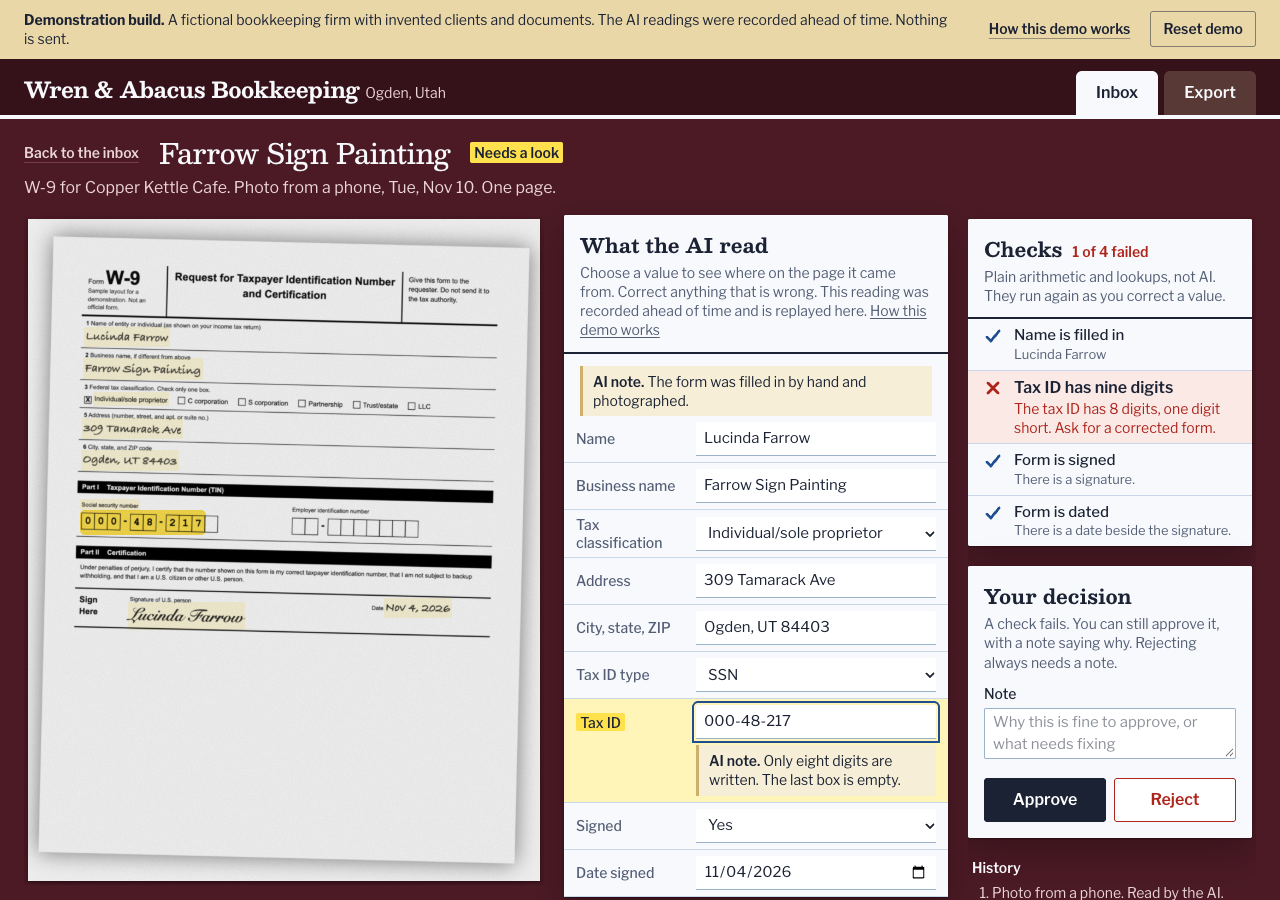 Demonstration build. A fictional bookkeeping firm with invented clients and documents. The AI readings were recorded ahead of time. Nothing
is sent.
How this demo works
Reset demo
Wren & Abacus Bookkeeping Ogden, Utah
Inbox
Export
Back to the inbox
Farrow Sign Painting
Needs a look
W-9 for Copper Kettle Cafe. Photo from a phone, Tue, Nov 10. One page.
Form W-9
Sample layout for a
demonstration. Not an
official form.
Request for Taxpayer Identification Number
and Certification
Give this form to the
requester. Do not send it to
the tax authority.
1 Name of entity or individual (as shown on your income tax return)
Lucinda Farrow
2 Business name, if different from above
Farrow Sign Painting
3 Federal tax classification. Check only one box.
X Individual/sole proprietor
C corporation
S corporation
Partnership
Trust/estate
LLC
5 Address (number, street, and apt. or suite no.)
309 Tamarack Ave
6 City, state, and ZIP code
Ogden, UT 84403
Part I Taxpayer Identification Number (TIN)
Social security number
Employer identification number
000-48-217
-
Part II Certification
Under penalties of perjury, I certify that the number shown on this form is my correct taxpayer identification number, that I am not subject to backup
withholding, and that I am a U.S. citizen or other U.S. person.
Sign
Here
Signature of U.S. person
Lucinda Farrow
Date Nov 4, 2026
What the AI read
Choose a value to see where on the page it came
from. Correct anything that is wrong. This reading was
recorded ahead of time and is replayed here. How this
demo works
AI note. The form was filled in by hand and
photographed.
Name
Lucinda Farrow
Business name
Farrow Sign Painting
Tax
classification
Individual/sole proprietor
Address
309 Tamarack Ave
City, state, ZIP
Ogden, UT 84403
Tax ID type
SSN
Tax ID
000-48-217
AI note. Only eight digits are
written. The last box is empty.
Signed
Yes
Date signed
11/04/2026
Checks 1 of 4 failed
Plain arithmetic and lookups, not AI.
They run again as you correct a value.
Name is filled in
Lucinda Farrow
Tax ID has nine digits
The tax ID has 8 digits, one digit
short. Ask for a corrected form.
Form is signed
There is a signature.
Form is dated
There is a date beside the signature.
Your decision
A check fails. You can still approve it,
with a note saying why. Rejecting
always needs a note.
Note
Why this is fine to approve, or
what needs fixing
Approve
Reject
History
1. Photo from a phone. Read by the AI.